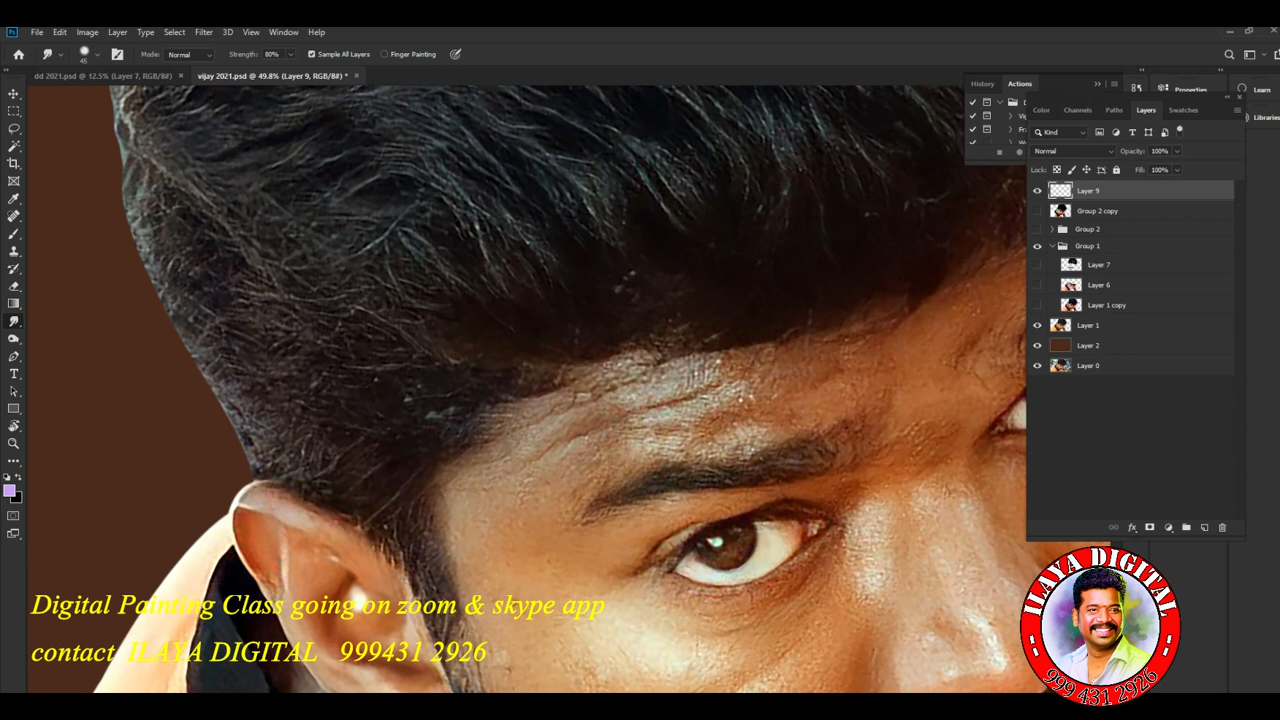 Ps File Edit Image Layer Type Select Filter 3D View Window Help
45 Mode: Normal Strength: 80% Sample All Layers Finger Painting
dd 2021.psd @ 12.5% (Layer 7, RGB/8#) × vijay 2021.psd @ 49.8% (Layer 9, RGB/8#) * ×
History Actions
Properties
Learn
Libraries
Color Channels Paths Layers Swatches
Kind
Normal Opacity: 100%
Lock: Fill: 100%
Layer 9
Group 2 copy
Group 2
Group 1
Layer 7
Layer 6
Layer 1 copy
Layer 1
Layer 2
Layer 0
fx
Digital Painting Class going on zoom & skype app
contact ILAYA DIGITAL 999431 2926
ILAYA DIGITAL
999 431 2926